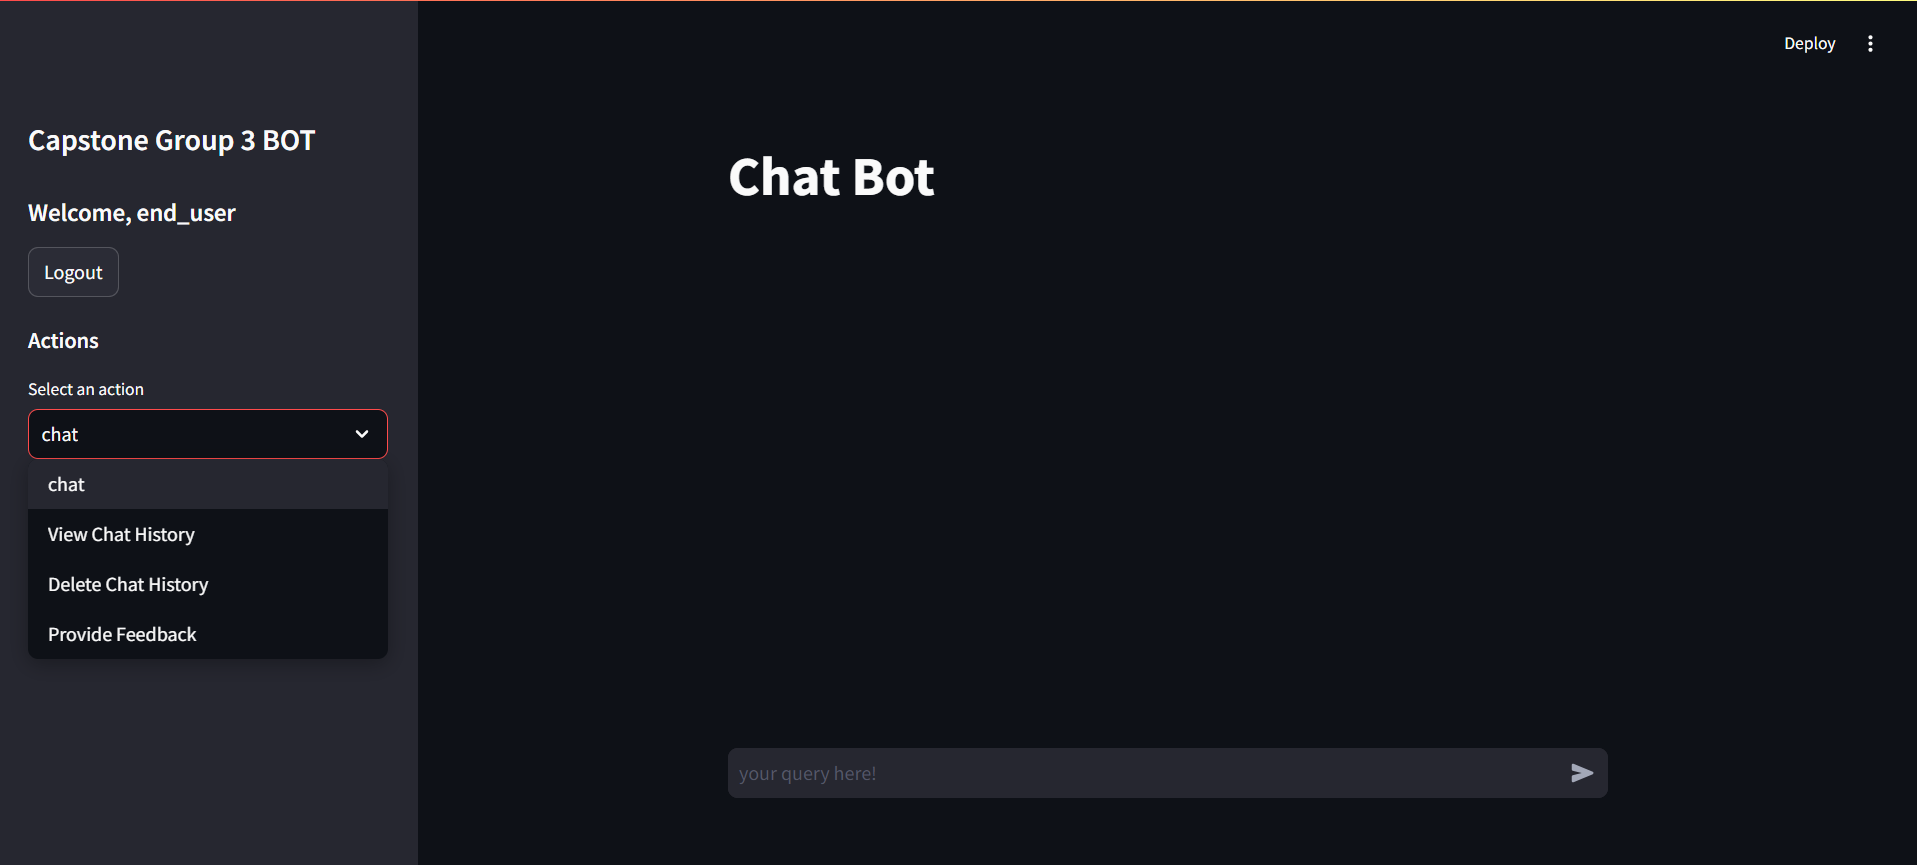 Deploy
Capstone Group 3 BOT
Welcome, end_user
Logout
Actions
Select an action
chat
chat
View Chat History
Delete Chat History
Provide Feedback
Chat Bot
your query here!